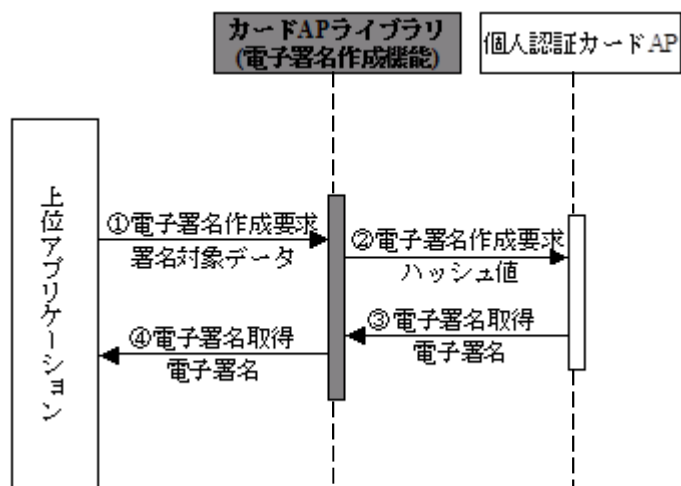 カードAPライブラリ
(電子署名作成機能)
個人認証カードAP
上位アプリケーション
①電子署名作成要求
署名対象データ
②電子署名作成要求
ハッシュ値
③電子署名取得
電子署名
④電子署名取得
電子署名